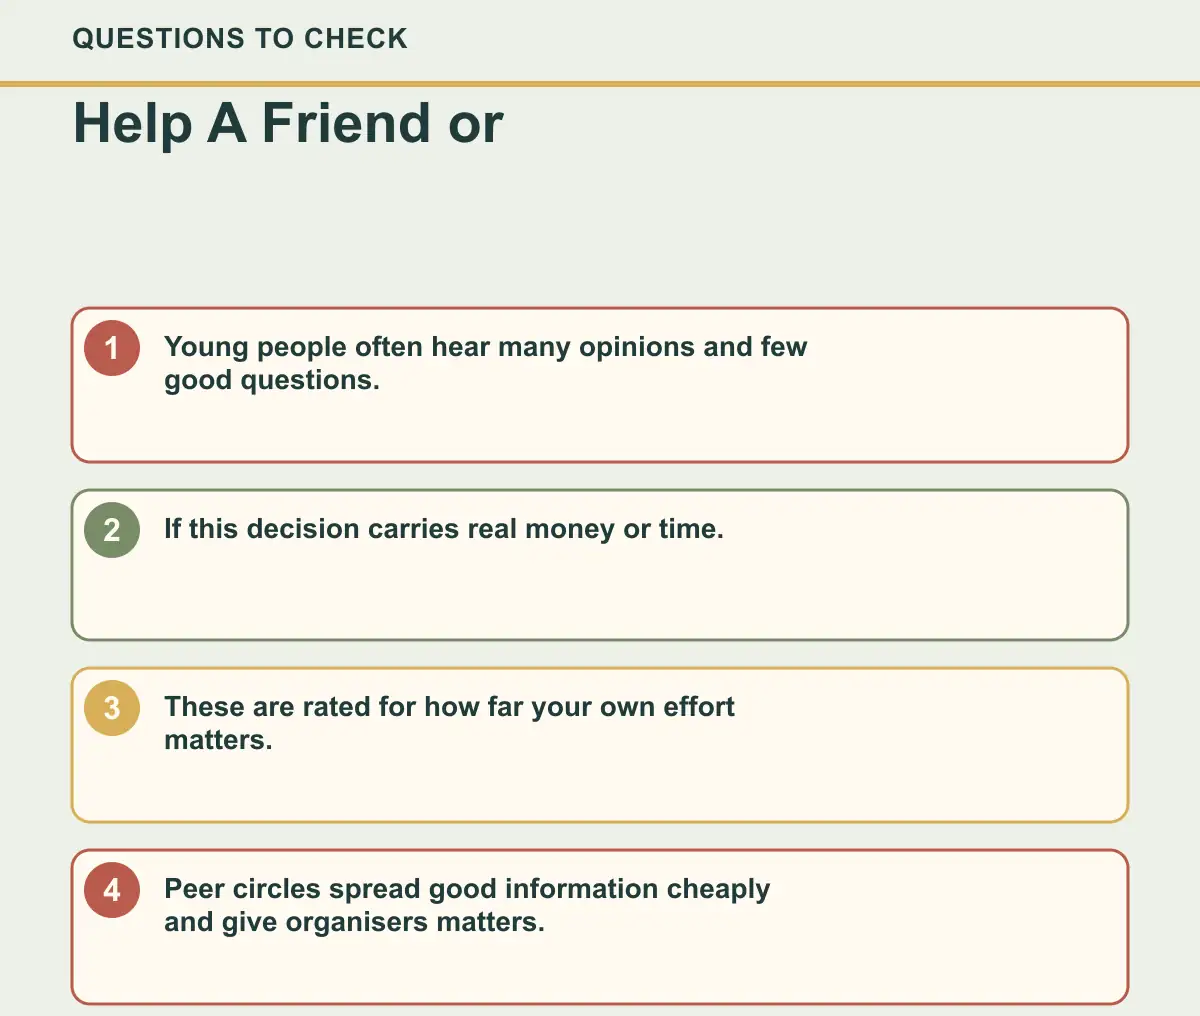 QUESTIONS TO CHECK
Help A Friend or
1
Young people often hear many opinions and few
good questions.
2
If this decision carries real money or time.
3
These are rated for how far your own effort
matters.
4
Peer circles spread good information cheaply
and give organisers matters.